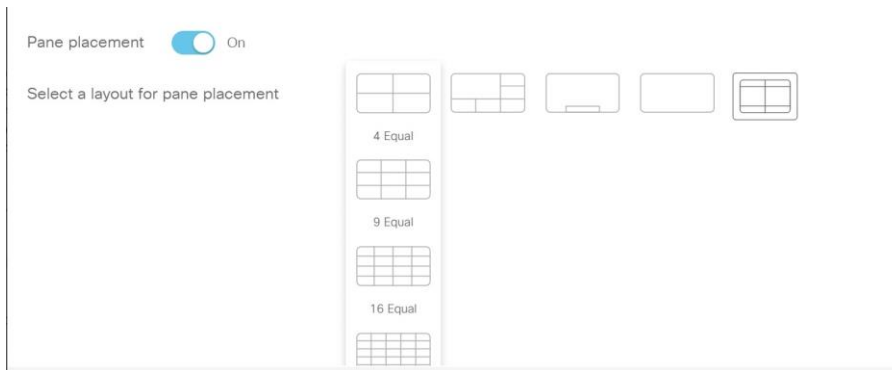 Pane placement On
Select a layout for pane placement
4 Equal
9 Equal
16 Equal